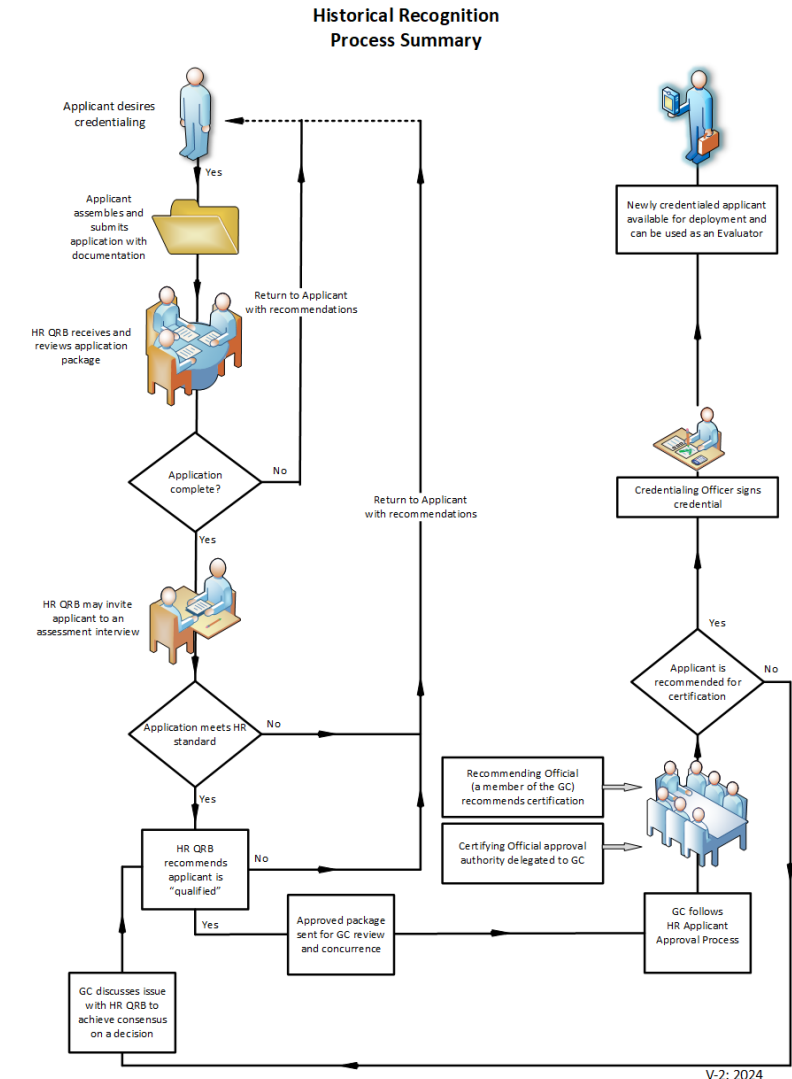 Historical Recognition
Process Summary
Applicant desires
credentialing
Yes
Applicant
assembles and
submits
application with
documentation
Return to Applicant
with recommendations
HR QRB receives and
reviews application
package
Application
complete?
No
Yes
Return to Applicant
with recommendations
HR QRB may invite
applicant to an
assessment interview
Application meets HR
standard
No
Yes
HR QRB
recommends
applicant is
“qualified”
No
Yes
Approved package
sent for GC review
and concurrence
GC discusses issue
with HR QRB to
achieve consensus
on a decision
GC follows
HR Applicant
Approval Process
Recommending Official
(a member of the GC)
recommends certification
Certifying Official approval
authority delegated to GC
Applicant is
recommended for
certification
No
Yes
Credentialing Officer signs
credential
Newly credentialed applicant
available for deployment and
can be used as an Evaluator
V-2; 2024